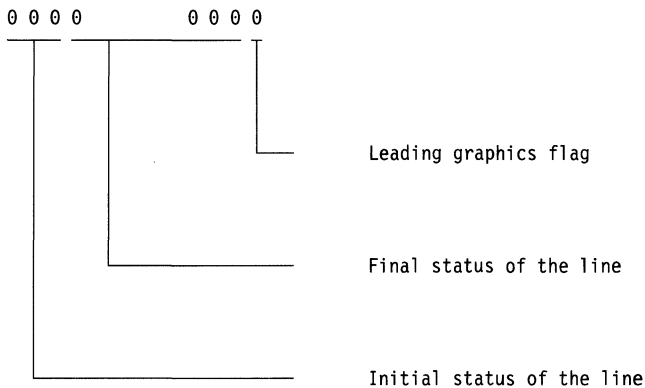 0 0 0 0 0 0 0 0
Leading graphics flag
Final status of the line
Initial status of the line